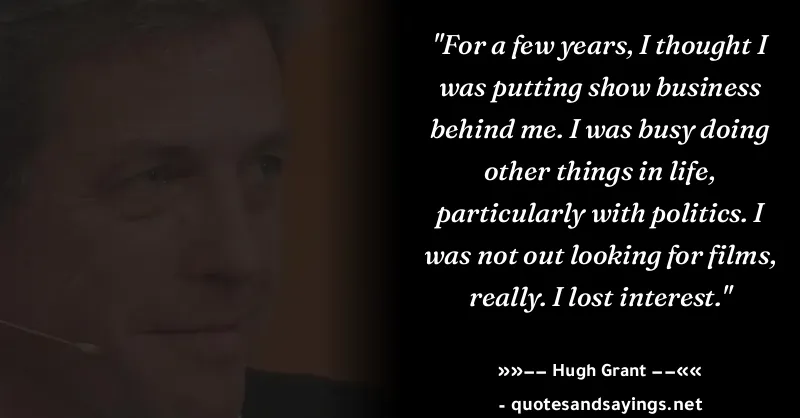 "For a few years, I thought I
was putting show business
behind me. I was busy doing
other things in life,
particularly with politics. I
was not out looking for films,
really. I lost interest."
»»—— Hugh Grant ——««
- quotesandsayings.net